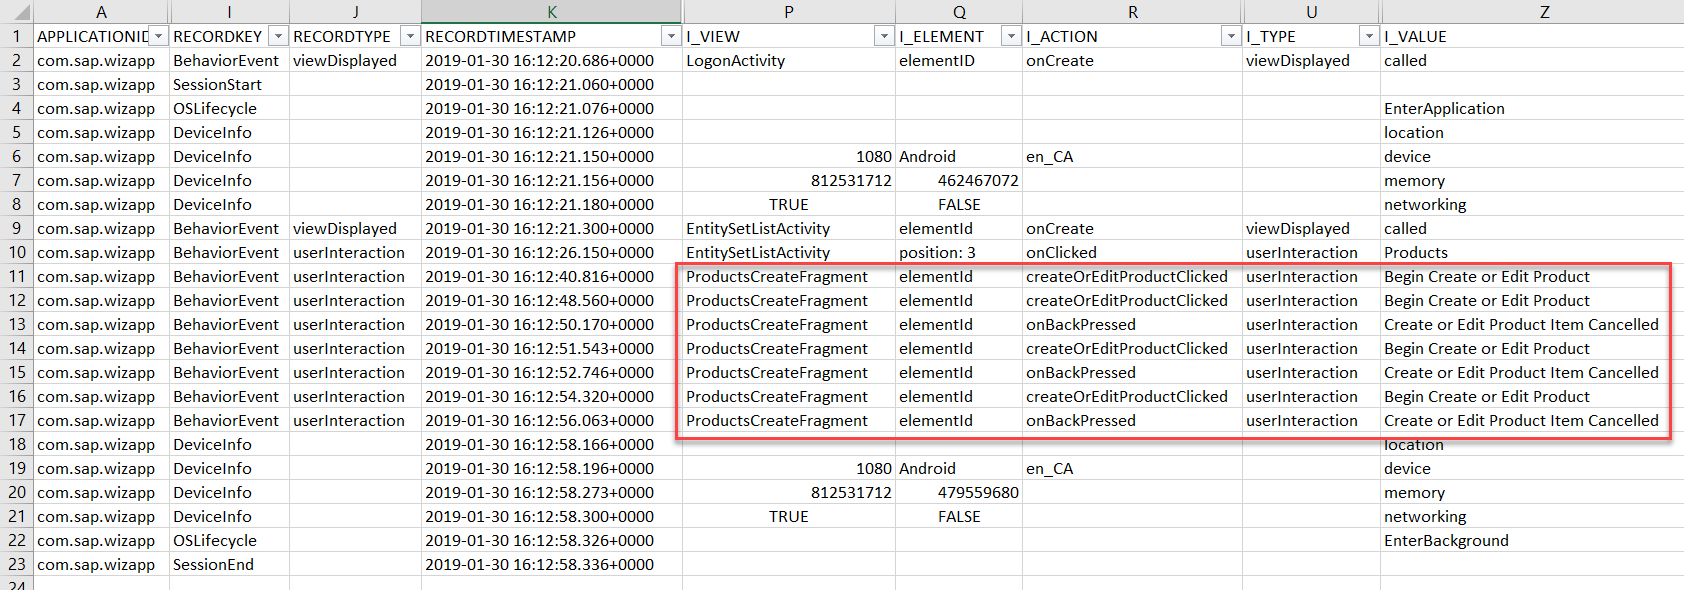 A I J K P Q R U Z
1 APPLICATIONID RECORDKEY RECORDTYPE RECORDTIMESTAMP I_VIEW I_ELEMENT I_ACTION I_TYPE I_VALUE
2 com.sap.wizapp BehaviorEvent viewDisplayed 2019-01-30 16:12:20.686+0000 LogonActivity elementID onCreate viewDisplayed called
3 com.sap.wizapp SessionStart 2019-01-30 16:12:21.060+0000
4 com.sap.wizapp OSLifecycle 2019-01-30 16:12:21.076+0000 EnterApplication
5 com.sap.wizapp DeviceInfo 2019-01-30 16:12:21.126+0000 location
6 com.sap.wizapp DeviceInfo 2019-01-30 16:12:21.150+0000 1080 Android en_CA device
7 com.sap.wizapp DeviceInfo 2019-01-30 16:12:21.156+0000 812531712 462467072 memory
8 com.sap.wizapp DeviceInfo 2019-01-30 16:12:21.180+0000 TRUE FALSE networking
9 com.sap.wizapp BehaviorEvent viewDisplayed 2019-01-30 16:12:21.300+0000 EntitySetListActivity elementId onCreate viewDisplayed called
10 com.sap.wizapp BehaviorEvent userInteraction 2019-01-30 16:12:26.150+0000 EntitySetListActivity position: 3 onClicked userInteraction Products
11 com.sap.wizapp BehaviorEvent userInteraction 2019-01-30 16:12:40.816+0000 ProductsCreateFragment elementId createOrEditProductClicked userInteraction Begin Create or Edit Product
12 com.sap.wizapp BehaviorEvent userInteraction 2019-01-30 16:12:48.560+0000 ProductsCreateFragment elementId createOrEditProductClicked userInteraction Begin Create or Edit Product
13 com.sap.wizapp BehaviorEvent userInteraction 2019-01-30 16:12:50.170+0000 ProductsCreateFragment elementId onBackPressed userInteraction Create or Edit Product Item Cancelled
14 com.sap.wizapp BehaviorEvent userInteraction 2019-01-30 16:12:51.543+0000 ProductsCreateFragment elementId createOrEditProductClicked userInteraction Begin Create or Edit Product
15 com.sap.wizapp BehaviorEvent userInteraction 2019-01-30 16:12:52.746+0000 ProductsCreateFragment elementId onBackPressed userInteraction Create or Edit Product Item Cancelled
16 com.sap.wizapp BehaviorEvent userInteraction 2019-01-30 16:12:54.320+0000 ProductsCreateFragment elementId createOrEditProductClicked userInteraction Begin Create or Edit Product
17 com.sap.wizapp BehaviorEvent userInteraction 2019-01-30 16:12:56.063+0000 ProductsCreateFragment elementId onBackPressed userInteraction Create or Edit Product Item Cancelled
18 com.sap.wizapp DeviceInfo 2019-01-30 16:12:58.166+0000 location
19 com.sap.wizapp DeviceInfo 2019-01-30 16:12:58.196+0000 1080 Android en_CA device
20 com.sap.wizapp DeviceInfo 2019-01-30 16:12:58.273+0000 812531712 479559680 memory
21 com.sap.wizapp DeviceInfo 2019-01-30 16:12:58.300+0000 TRUE FALSE networking
22 com.sap.wizapp OSLifecycle 2019-01-30 16:12:58.326+0000 EnterBackground
23 com.sap.wizapp SessionEnd 2019-01-30 16:12:58.336+0000
24